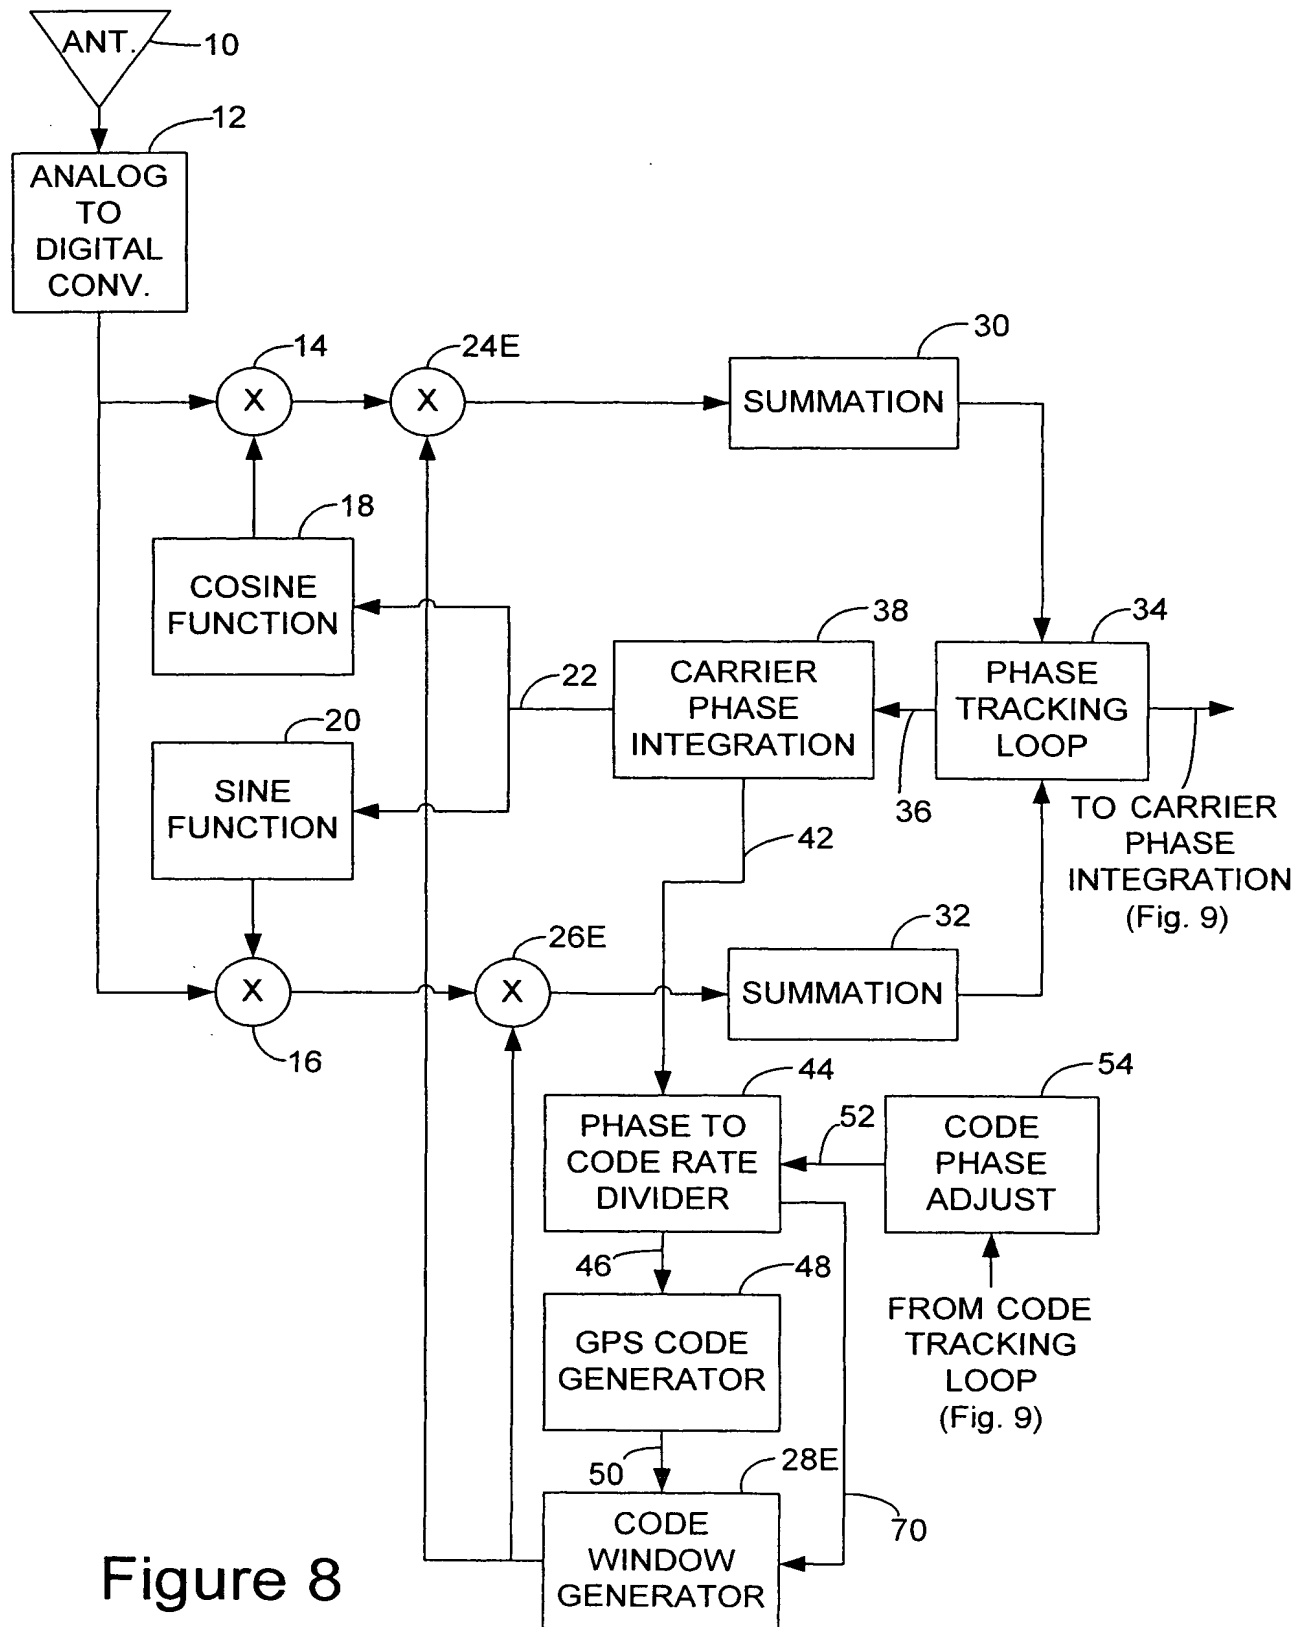 ANT.
10
12
ANALOG
TO
DIGITAL
CONV.
14
24E
30
X
X
SUMMATION
18
COSINE
FUNCTION
38
34
22
CARRIER
PHASE
INTEGRATION
PHASE
TRACKING
LOOP
36
20
SINE
FUNCTION
42
TO CARRIER
PHASE
INTEGRATION
(Fig. 9)
26E
32
X
X
SUMMATION
16
44
54
PHASE TO
CODE RATE
DIVIDER
52
CODE
PHASE
ADJUST
46
48
GPS CODE
GENERATOR
FROM CODE
TRACKING
LOOP
(Fig. 9)
50
28E
70
CODE
WINDOW
GENERATOR
Figure 8